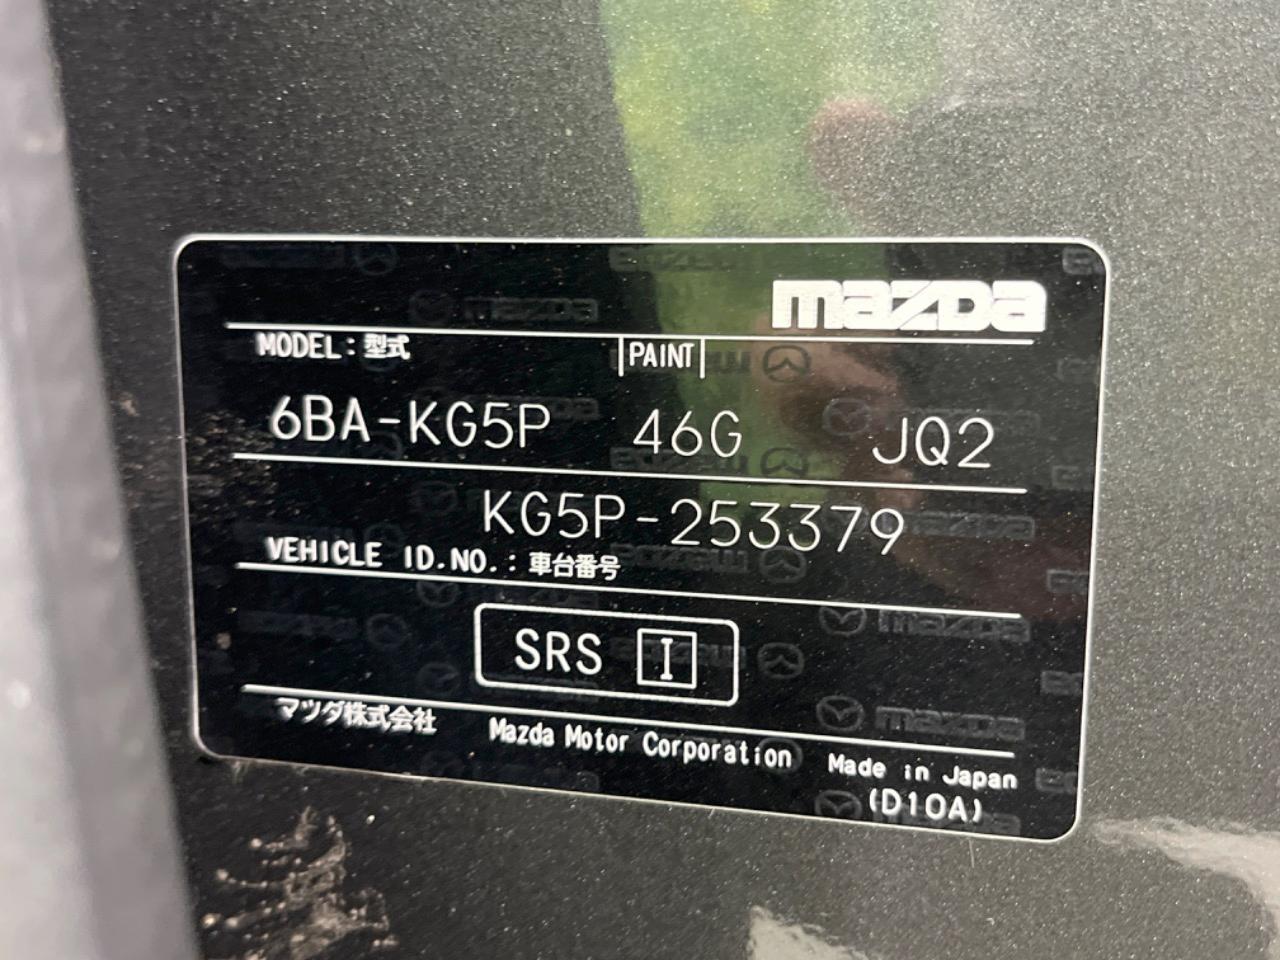 mazda
MODEL：型式 PAINT
6BA-KG5P 46G JQ2
KG5P-253379
VEHICLE ID.NO.：車台番号
SRS I
マツダ株式会社 Mazda Motor Corporation Made in Japan
(D10A)